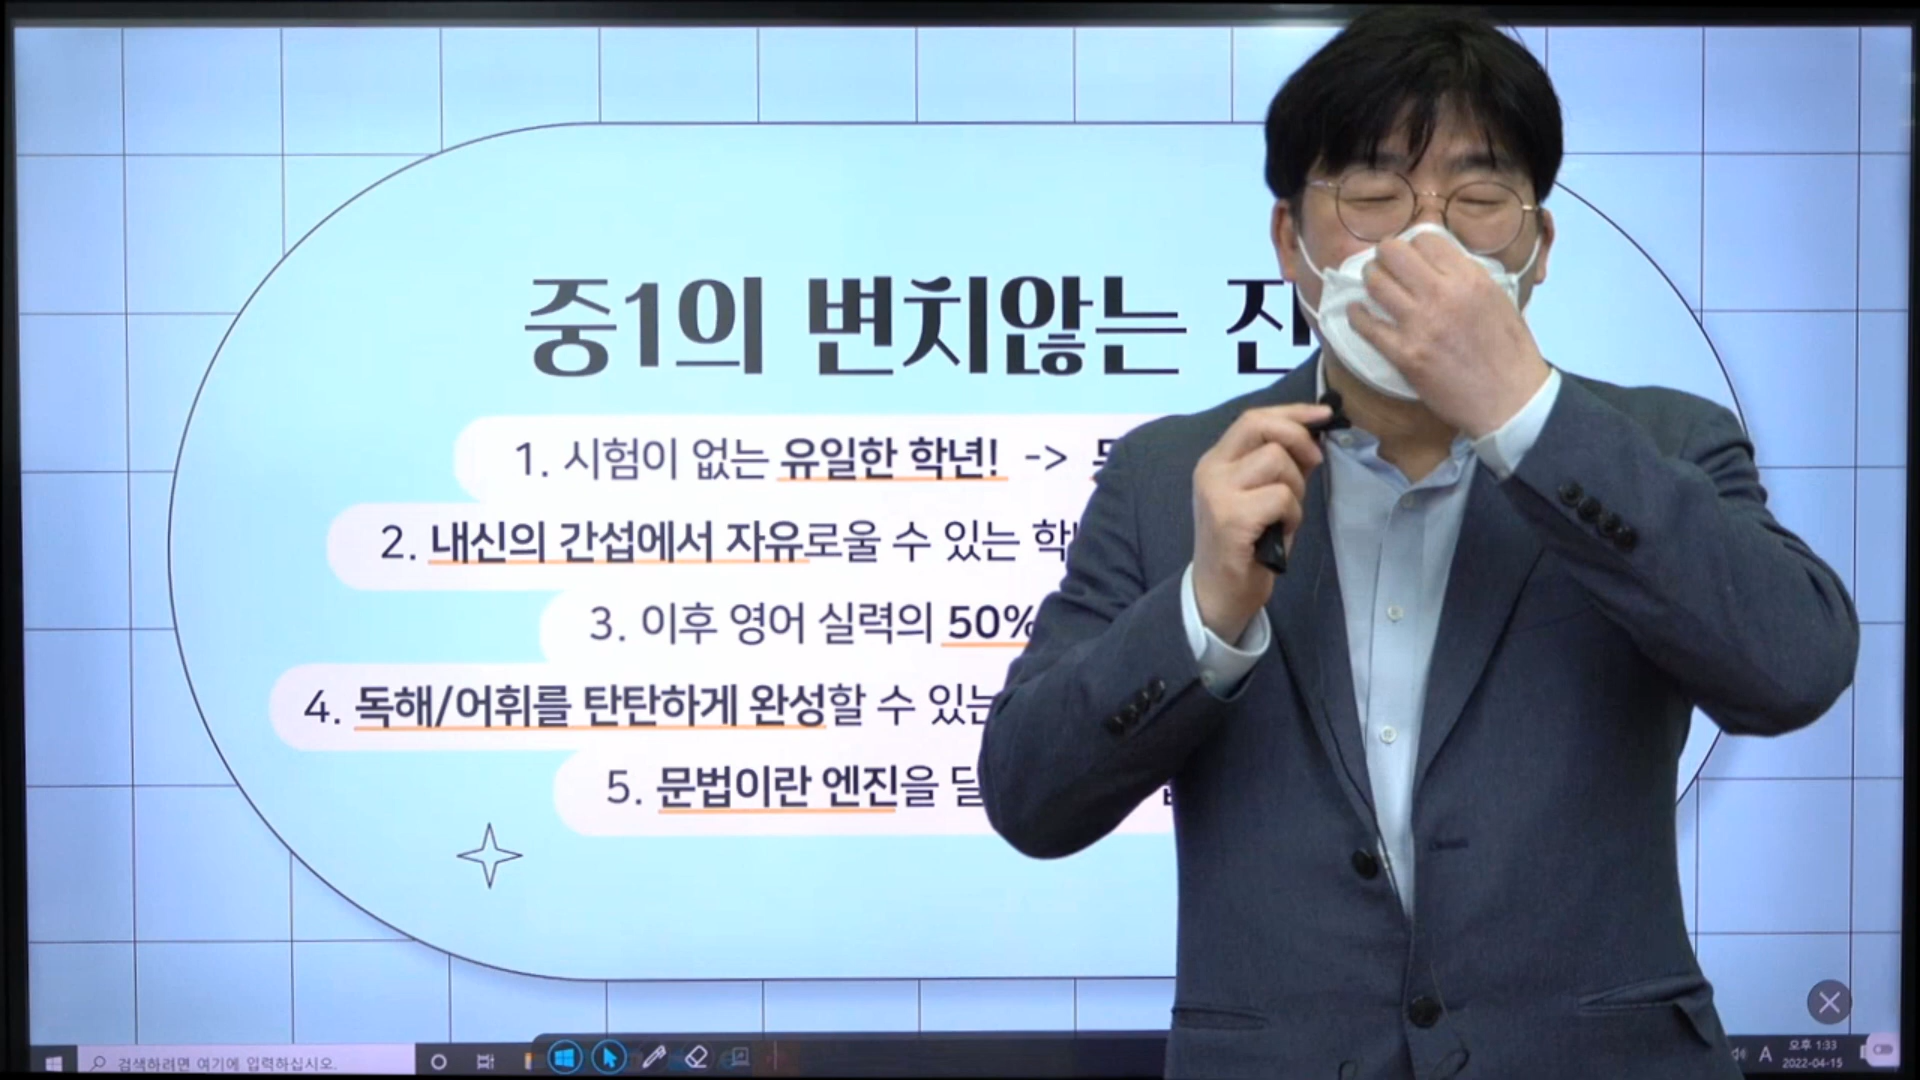 중1의 변치않는
1. 시험이 없는 유일한 학년! ->
2. 내신의 간섭에서 자유로울 수 있는
3. 이후 영어 실력의 50%
4. 독해/어휘를 탄탄하게 완성할 수 있는
5. 문법이란 엔진을
검색하려면 여기에 입력하십시오.
A
오후 1:33
2022-04-15